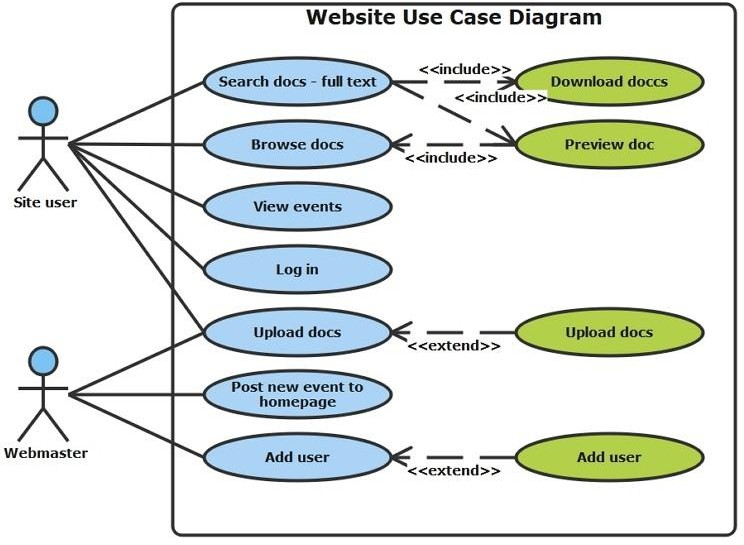 Website Use Case Diagram
Search docs - full text
<<include>>
Download doccs
<<include>>
Browse docs
<<include>>
Preview doc
Site user
View events
Log in
Upload docs
<<extend>>
Upload docs
Post new event to
homepage
Webmaster
Add user
<<extend>>
Add user